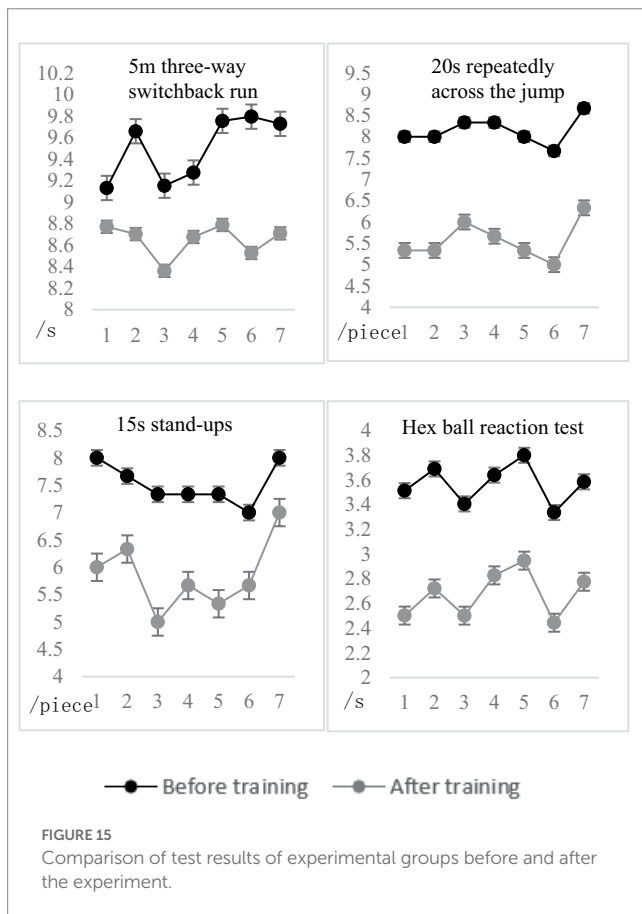 5m three-way
switchback run
10.2
10
9.8
9.6
9.4
9.2
9
8.8
8.6
8.4
8.2
8
/s
1 2 3 4 5 6 7
20s repeatedly
across the jump
9.5
9
8.5
8
7.5
7
6.5
6
5.5
5
4.5
4
/piece
1 2 3 4 5 6 7
15s stand-ups
8.5
8
7.5
7
6.5
6
5.5
5
4.5
4
/piece
1 2 3 4 5 6 7
Hex ball reaction test
4
3.8
3.6
3.4
3.2
3
2.8
2.6
2.4
2.2
2
/s
1 2 3 4 5 6 7
Before training After training
FIGURE 15
Comparison of test results of experimental groups before and after
the experiment.